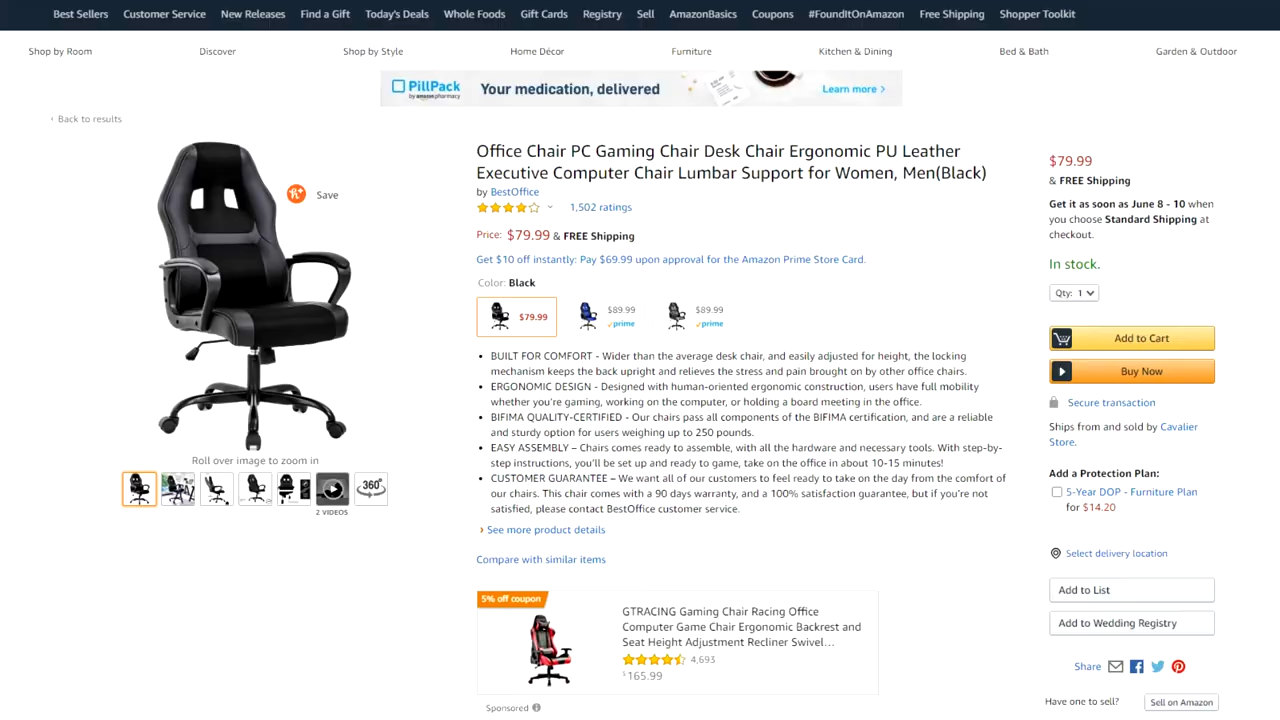 Best Sellers Customer Service New Releases Find a Gift Today's Deals Whole Foods Gift Cards Registry Sell AmazonBasics Coupons #FoundItOnAmazon Free Shipping Shopper Toolkit
Shop by Room Discover Shop by Style Home Décor Furniture Kitchen & Dining Bed & Bath Garden & Outdoor
PillPack
by amazon pharmacy
Your medication, delivered
Learn more ›
‹ Back to results
Save
Roll over image to zoom in
360°
2 VIDEOS
Office Chair PC Gaming Chair Desk Chair Ergonomic PU Leather
Executive Computer Chair Lumbar Support for Women, Men(Black)
by BestOffice
1,502 ratings
Price: $79.99 & FREE Shipping
Get $10 off instantly: Pay $69.99 upon approval for the Amazon Prime Store Card.
Color: Black
$79.99
$89.99
prime
$89.99
prime
• BUILT FOR COMFORT - Wider than the average desk chair, and easily adjusted for height, the locking
mechanism keeps the back upright and relieves the stress and pain brought on by other office chairs.
• ERGONOMIC DESIGN - Designed with human-oriented ergonomic construction, users have full mobility
whether you're gaming, working on the computer, or holding a board meeting in the office.
• BIFIMA QUALITY-CERTIFIED - Our chairs pass all components of the BIFIMA certification, and are a reliable
and sturdy option for users weighing up to 250 pounds.
• EASY ASSEMBLY – Chairs comes ready to assemble, with all the hardware and necessary tools. With step-by-
step instructions, you'll be set up and ready to game, take on the office in about 10-15 minutes!
• CUSTOMER GUARANTEE – We want all of our customers to feel ready to take on the day from the comfort of
our chairs. This chair comes with a 90 days warranty, and a 100% satisfaction guarantee, but if you're not
satisfied, please contact BestOffice customer service.
› See more product details
Compare with similar items
5% off coupon
GTRACING Gaming Chair Racing Office
Computer Game Chair Ergonomic Backrest and
Seat Height Adjustment Recliner Swivel...
4,693
$165.99
Sponsored
$79.99
& FREE Shipping
Get it as soon as June 8 - 10 when
you choose Standard Shipping at
checkout.
In stock.
Qty: 1
Add to Cart
Buy Now
Secure transaction
Ships from and sold by Cavalier
Store.
Add a Protection Plan:
5-Year DOP - Furniture Plan
for $14.20
Select delivery location
Add to List
Add to Wedding Registry
Share
Have one to sell?
Sell on Amazon